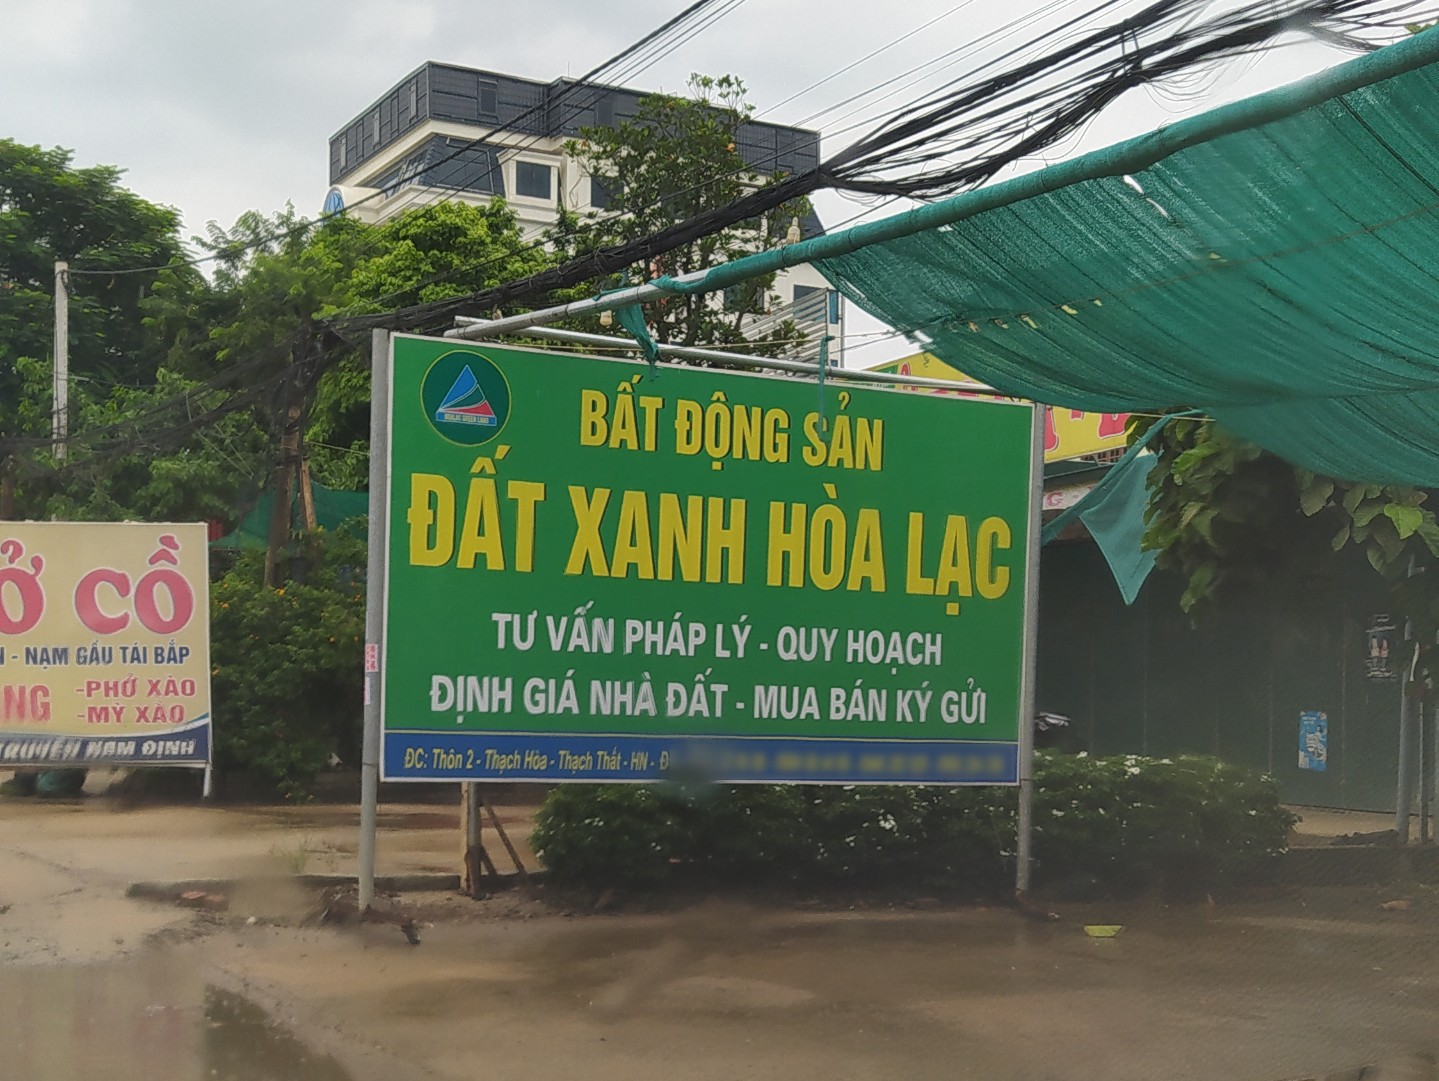 BẤT ĐỘNG SẢN
ĐẤT XANH HÒA LẠC
TƯ VẤN PHÁP LÝ - QUY HOẠCH
ĐỊNH GIÁ NHÀ ĐẤT - MUA BÁN KÝ GỬI
ĐC: Thôn 2 - Thạch Hòa - Thạch Thất - HN - Đ
Ở CỒ
- NẠM GẦU TÁI BẮP
-PHỞ XÀO
-MỲ XÀO
TRUYỀN NAM ĐỊNH